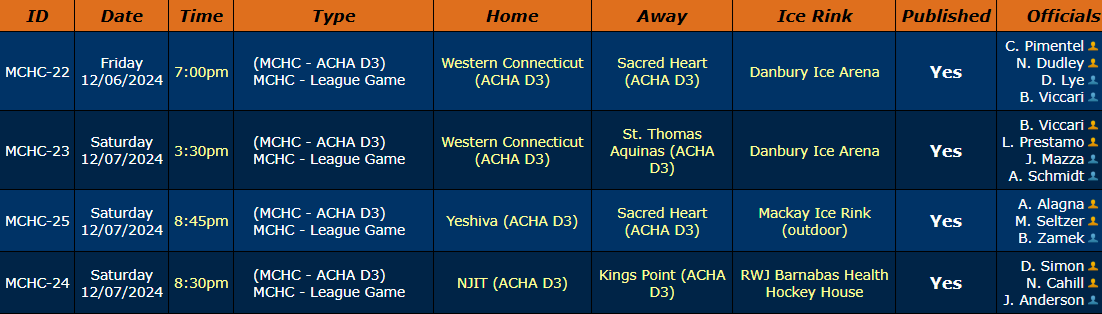 ID Date Time Type Home Away Ice Rink Published Officials
MCHC-22
Friday
12/06/2024
7:00pm
(MCHC - ACHA D3)
MCHC - League Game
Western Connecticut
(ACHA D3)
Sacred Heart
(ACHA D3)
Danbury Ice Arena
Yes
C. Pimentel
N. Dudley
D. Lye
B. Viccari
MCHC-23
Saturday
12/07/2024
3:30pm
(MCHC - ACHA D3)
MCHC - League Game
Western Connecticut
(ACHA D3)
St. Thomas
Aquinas (ACHA
D3)
Danbury Ice Arena
Yes
B. Viccari
L. Prestamo
J. Mazza
A. Schmidt
MCHC-25
Saturday
12/07/2024
8:45pm
(MCHC - ACHA D3)
MCHC - League Game
Yeshiva (ACHA D3)
Sacred Heart
(ACHA D3)
Mackay Ice Rink
(outdoor)
Yes
A. Alagna
M. Seltzer
B. Zamek
MCHC-24
Saturday
12/07/2024
8:30pm
(MCHC - ACHA D3)
MCHC - League Game
NJIT (ACHA D3)
Kings Point (ACHA
D3)
RWJ Barnabas Health
Hockey House
Yes
D. Simon
N. Cahill
J. Anderson